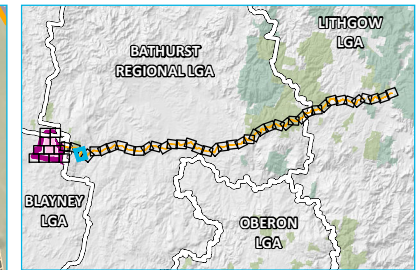 LITHGOW
LGA
BATHURST
REGIONAL LGA
BLAYNEY
LGA
OBERON
LGA